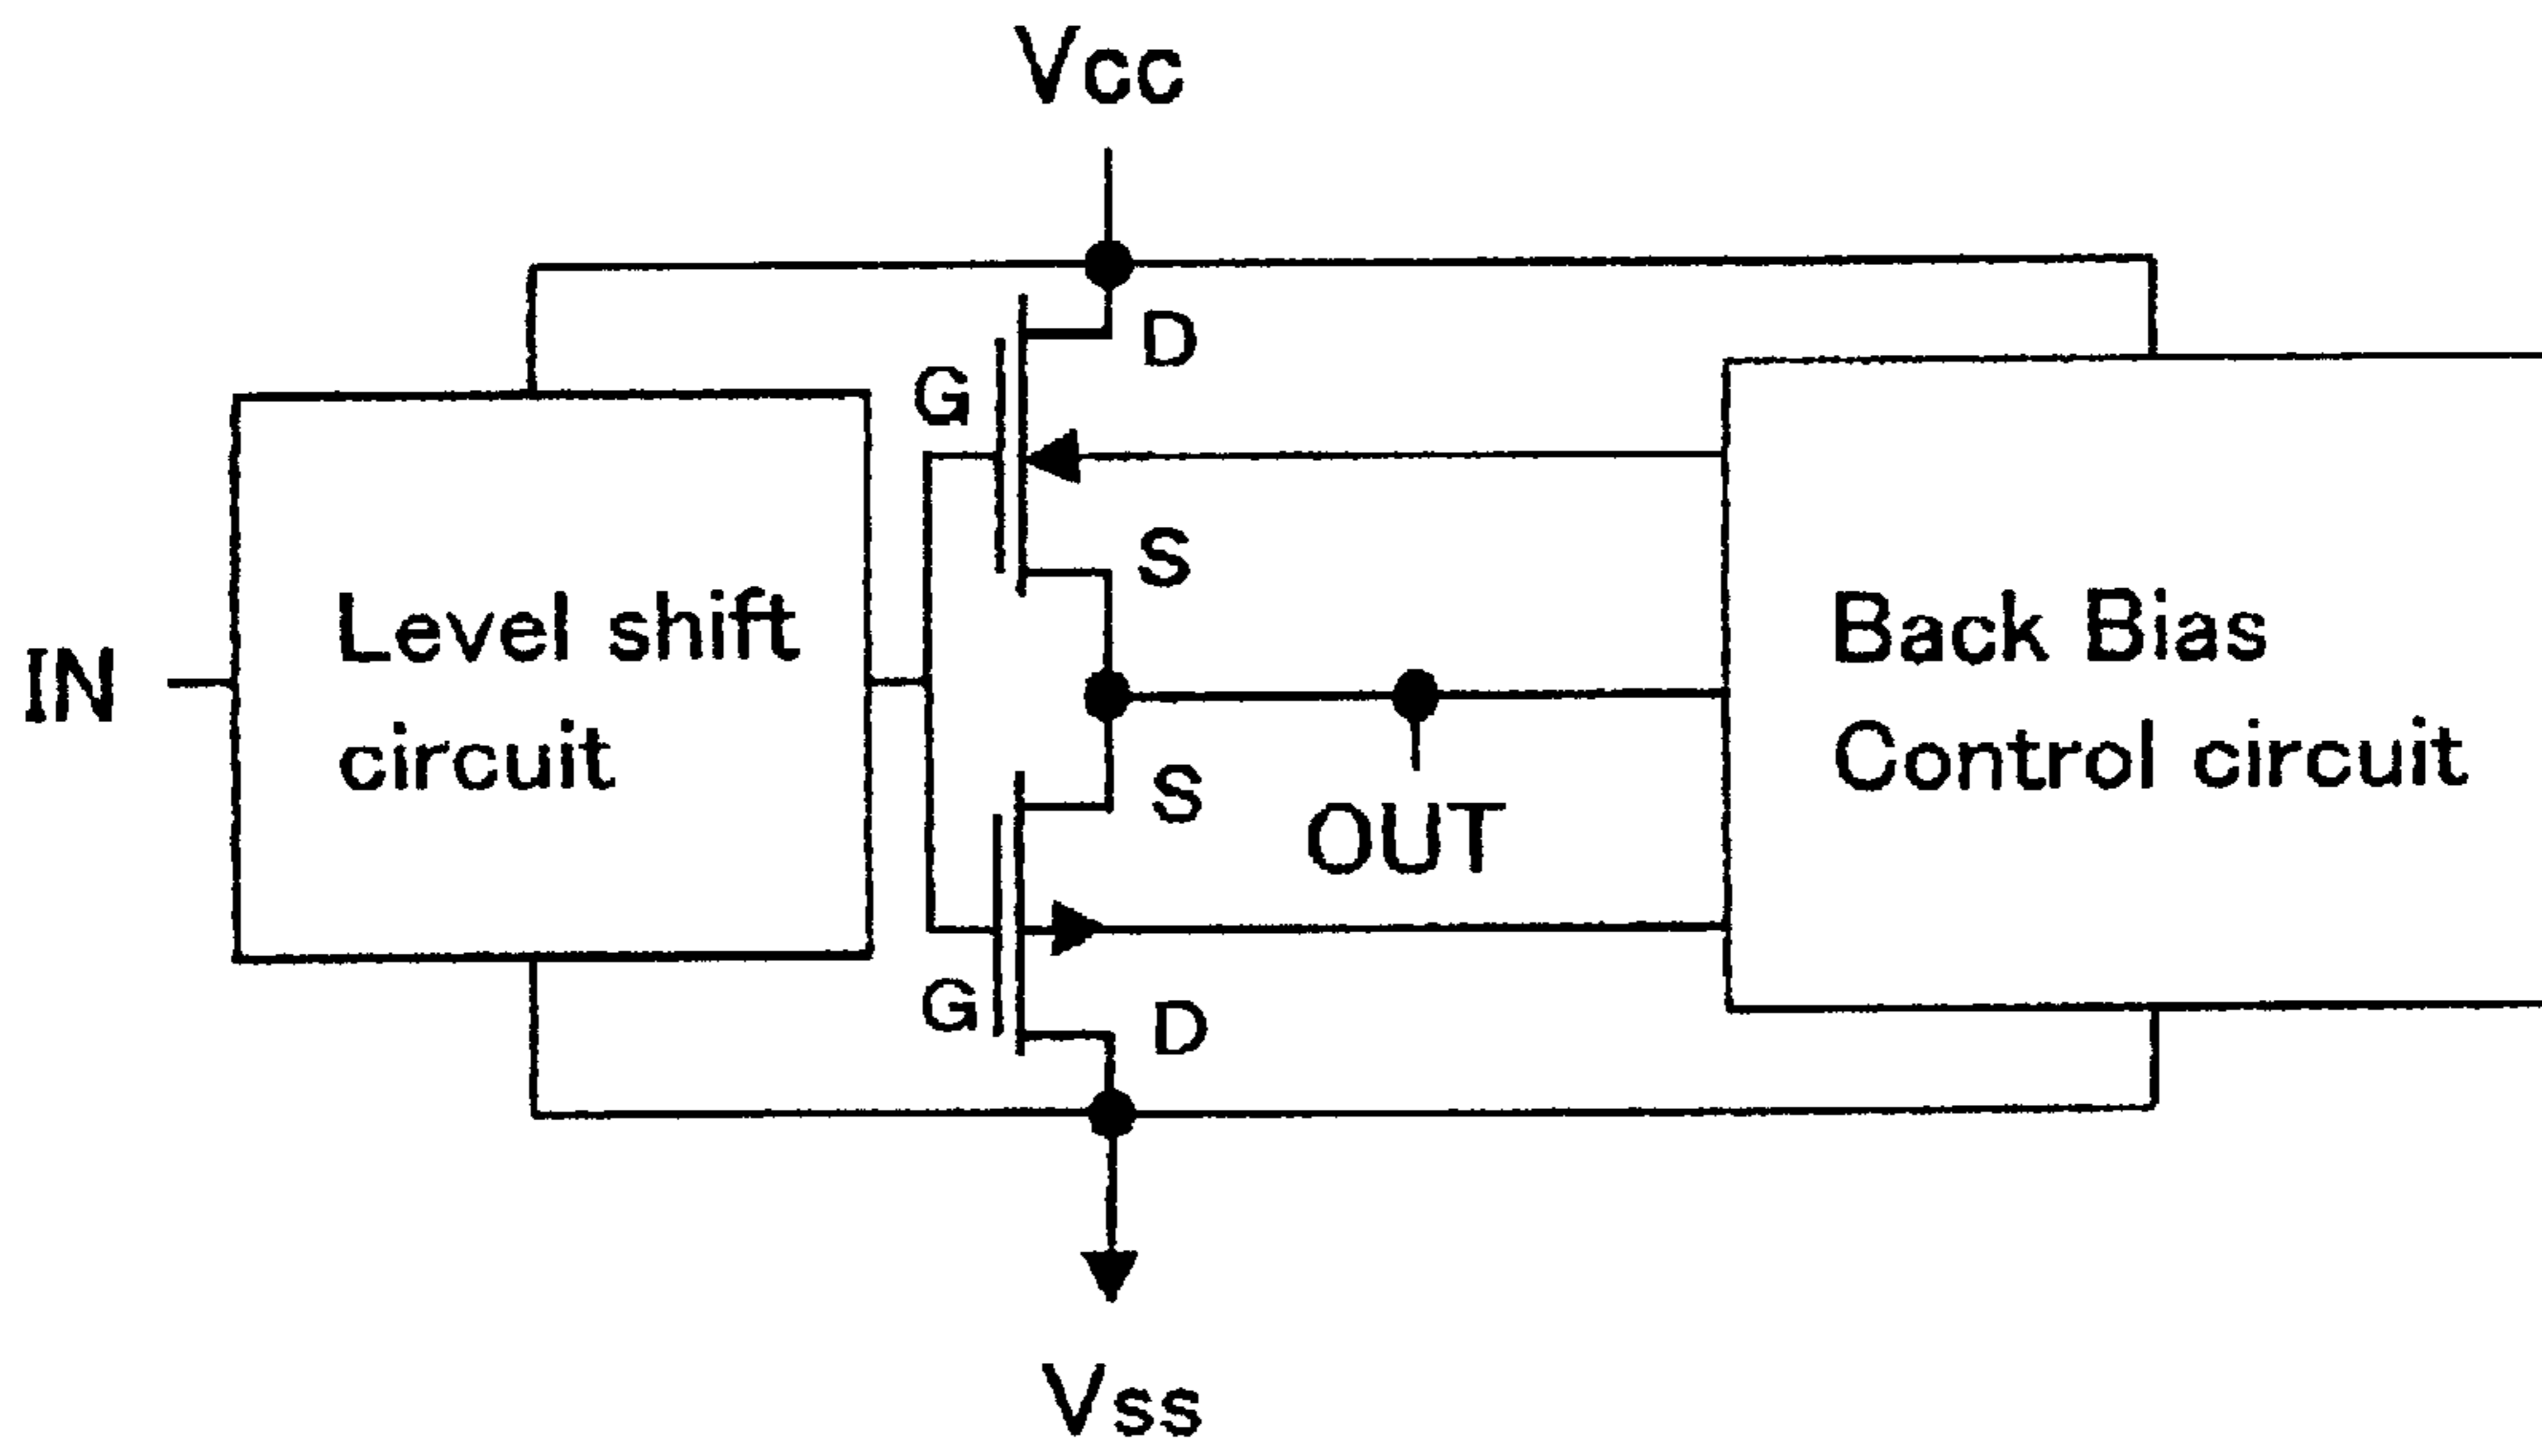 Vcc
D
G
S
Level shift
circuit
IN
Back Bias
Control circuit
S
OUT
G
D
Vss